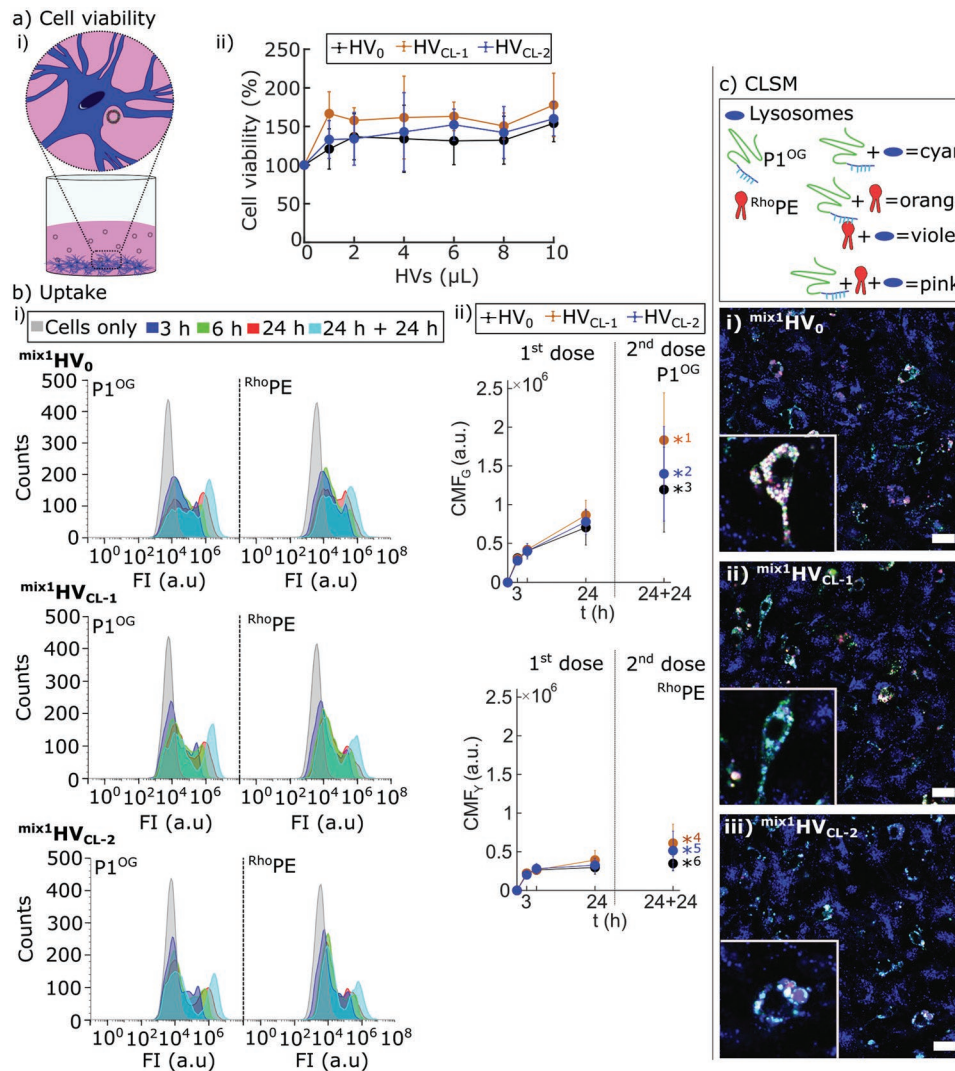 a) Cell viability
i)
ii)
HV0 HVCL-1 HVCL-2
Cell viability (%)
250
200
150
100
50
0
0 2 4 6 8 10
HVs (µL)
b) Uptake
i)
Cells only 3 h 6 h 24 h 24 h + 24 h
mix1HV0
P1OG
RhoPE
Counts
500
400
300
200
100
0
10^0 10^2 10^4 10^6
10^0 10^2 10^4 10^6 10^8
FI (a.u)
FI (a.u)
mix1HVCL-1
P1OG
RhoPE
Counts
500
400
300
200
100
0
10^0 10^2 10^4 10^6
10^0 10^2 10^4 10^6 10^8
FI (a.u)
FI (a.u)
mix1HVCL-2
P1OG
RhoPE
Counts
500
400
300
200
100
0
10^0 10^2 10^4 10^6
10^0 10^2 10^4 10^6 10^8
FI (a.u)
FI (a.u)
ii)
HV0 HVCL-1 HVCL-2
1st dose 2nd dose
P1OG
×10^6
CMFG (a.u.)
2.5
2
1.5
1
0.5
0
*1
*2
*3
3 24 24+24
t (h)
1st dose 2nd dose
RhoPE
×10^6
CMFY (a.u.)
2.5
2
1.5
1
0.5
0
*4
*5
*6
3 24 24+24
t (h)
c) CLSM
Lysosomes
P1OG
+ =cyan
RhoPE
+ =orang
+ =viole
+ + =pink
i) mix1HV0
ii) mix1HVCL-1
iii) mix1HVCL-2